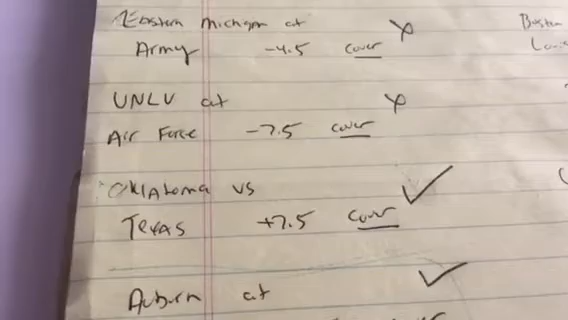 Eastern Michigan at
Army -4.5 cover
UNLV at
Air Force -7.5 cover
Oklahoma vs
Texas +7.5 cover
Auburn at